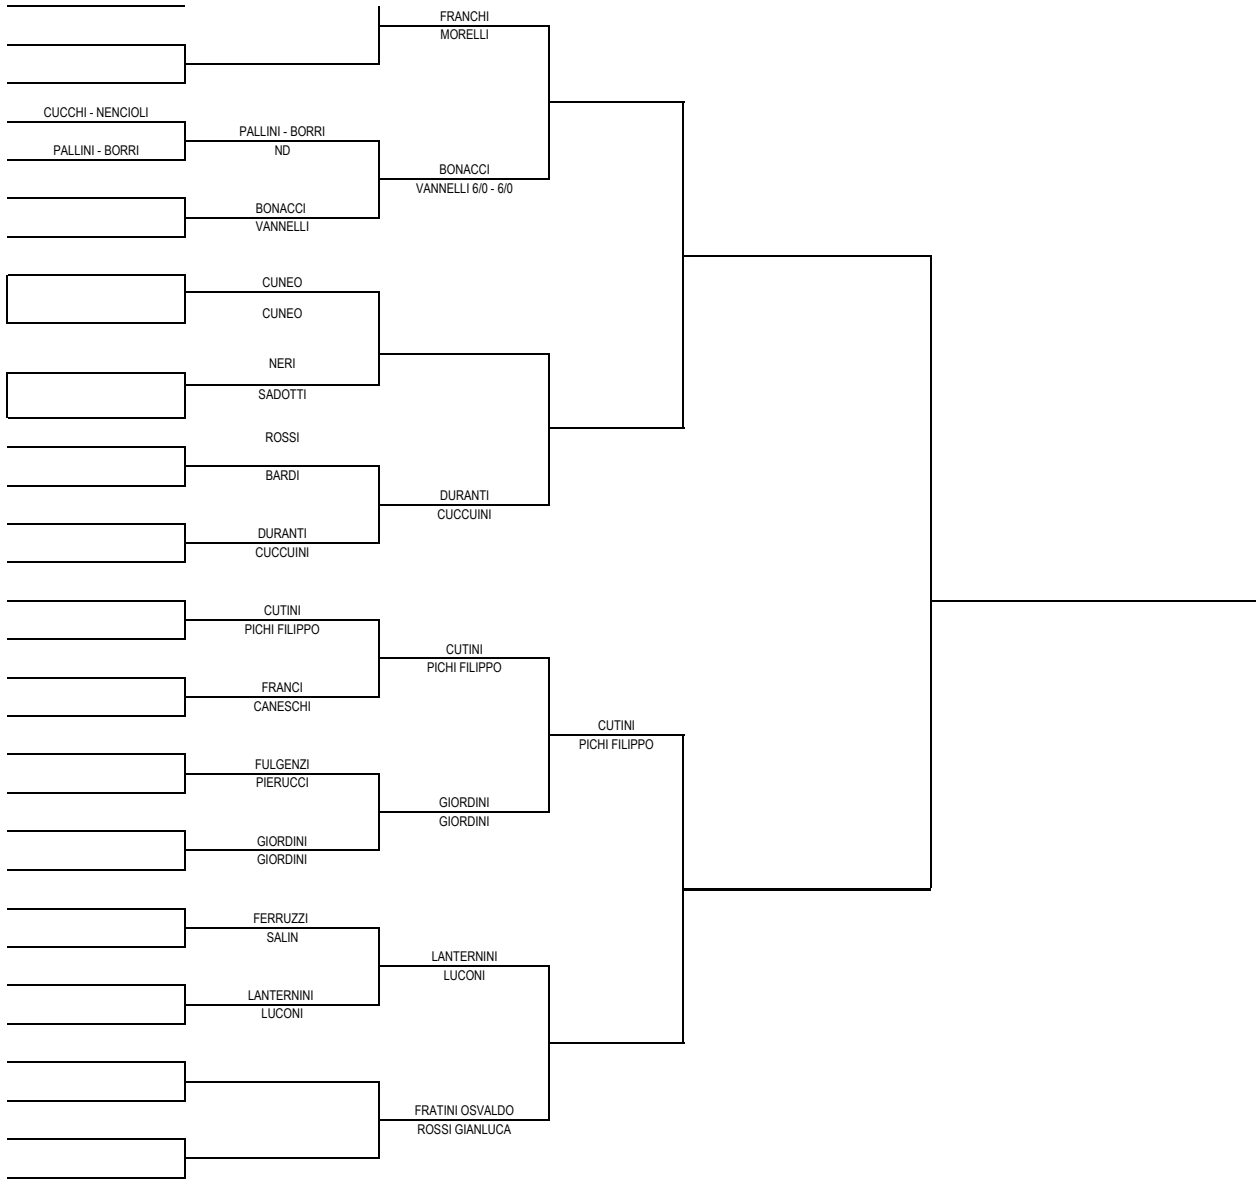 FRANCHI
MORELLI
CUCCHI - NENCIOLI
PALLINI - BORRI
PALLINI - BORRI
ND
BONACCI
VANNELLI 6/0 - 6/0
BONACCI
VANNELLI
CUNEO
CUNEO
NERI
SADOTTI
ROSSI
BARDI
DURANTI
CUCCUINI
DURANTI
CUCCUINI
CUTINI
PICHI FILIPPO
CUTINI
PICHI FILIPPO
FRANCI
CANESCHI
CUTINI
PICHI FILIPPO
FULGENZI
PIERUCCI
GIORDINI
GIORDINI
GIORDINI
GIORDINI
FERRUZZI
SALIN
LANTERNINI
LUCONI
LANTERNINI
LUCONI
FRATINI OSVALDO
ROSSI GIANLUCA